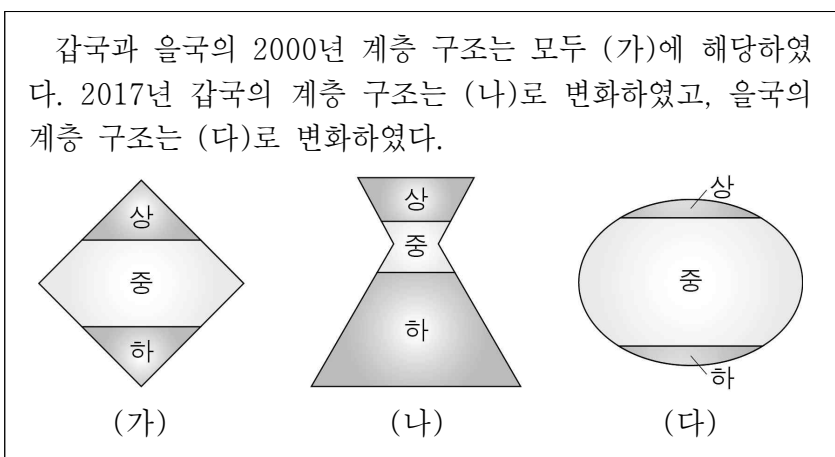 갑국과 을국의 2000년 계층 구조는 모두 (가)에 해당하였
다. 2017년 갑국의 계층 구조는 (나)로 변화하였고, 을국의
계층 구조는 (다)로 변화하였다.
상
중
하
(가)
상
중
하
(나)
상
중
하
(다)